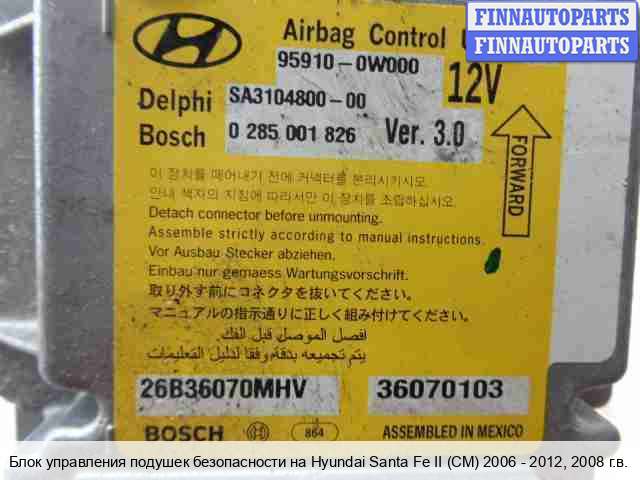 FINNAUTOPARTS
FINNAUTOPARTS
Airbag Control
95910-0W000
12V
Delphi SA3104800-00
Bosch 0 285 001 826 Ver. 3.0
FORWARD
이 장치를 떼어내기 전에 커넥터를 분리시키시오.
안내 책자의 지침에 따라서만 이 장치를 조립하십시오.
Detach connector before unmounting.
Assemble strictly according to manual instructions.
Vor Ausbau Stecker abziehen.
Einbau nur gemaess Wartungsvorschrift.
取り外す前にコネクタを抜いてください。
マニュアルの指示通りに正しく組み付けてください。
افصل الموصل قبل الفك.
يتم تجميعه بدقة وفقا لدليل التعليمات
26B36070MHV 36070103
BOSCH 864 ASSEMBLED IN MEXICO
Блок управления подушек безопасности на Hyundai Santa Fe II (CM) 2006 - 2012, 2008 г.в.